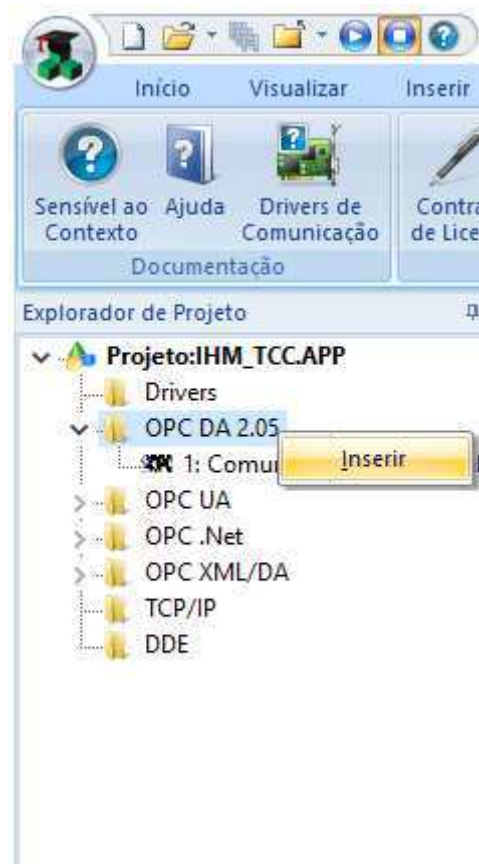 Início Visualizar Inserir
Sensível ao Contexto
Ajuda
Drivers de Comunicação
Documentação
Explorador de Projeto
Projeto:IHM_TCC.APP
Drivers
OPC DA 2.05
1:
Inserir
OPC UA
OPC .Net
OPC XML/DA
TCP/IP
DDE